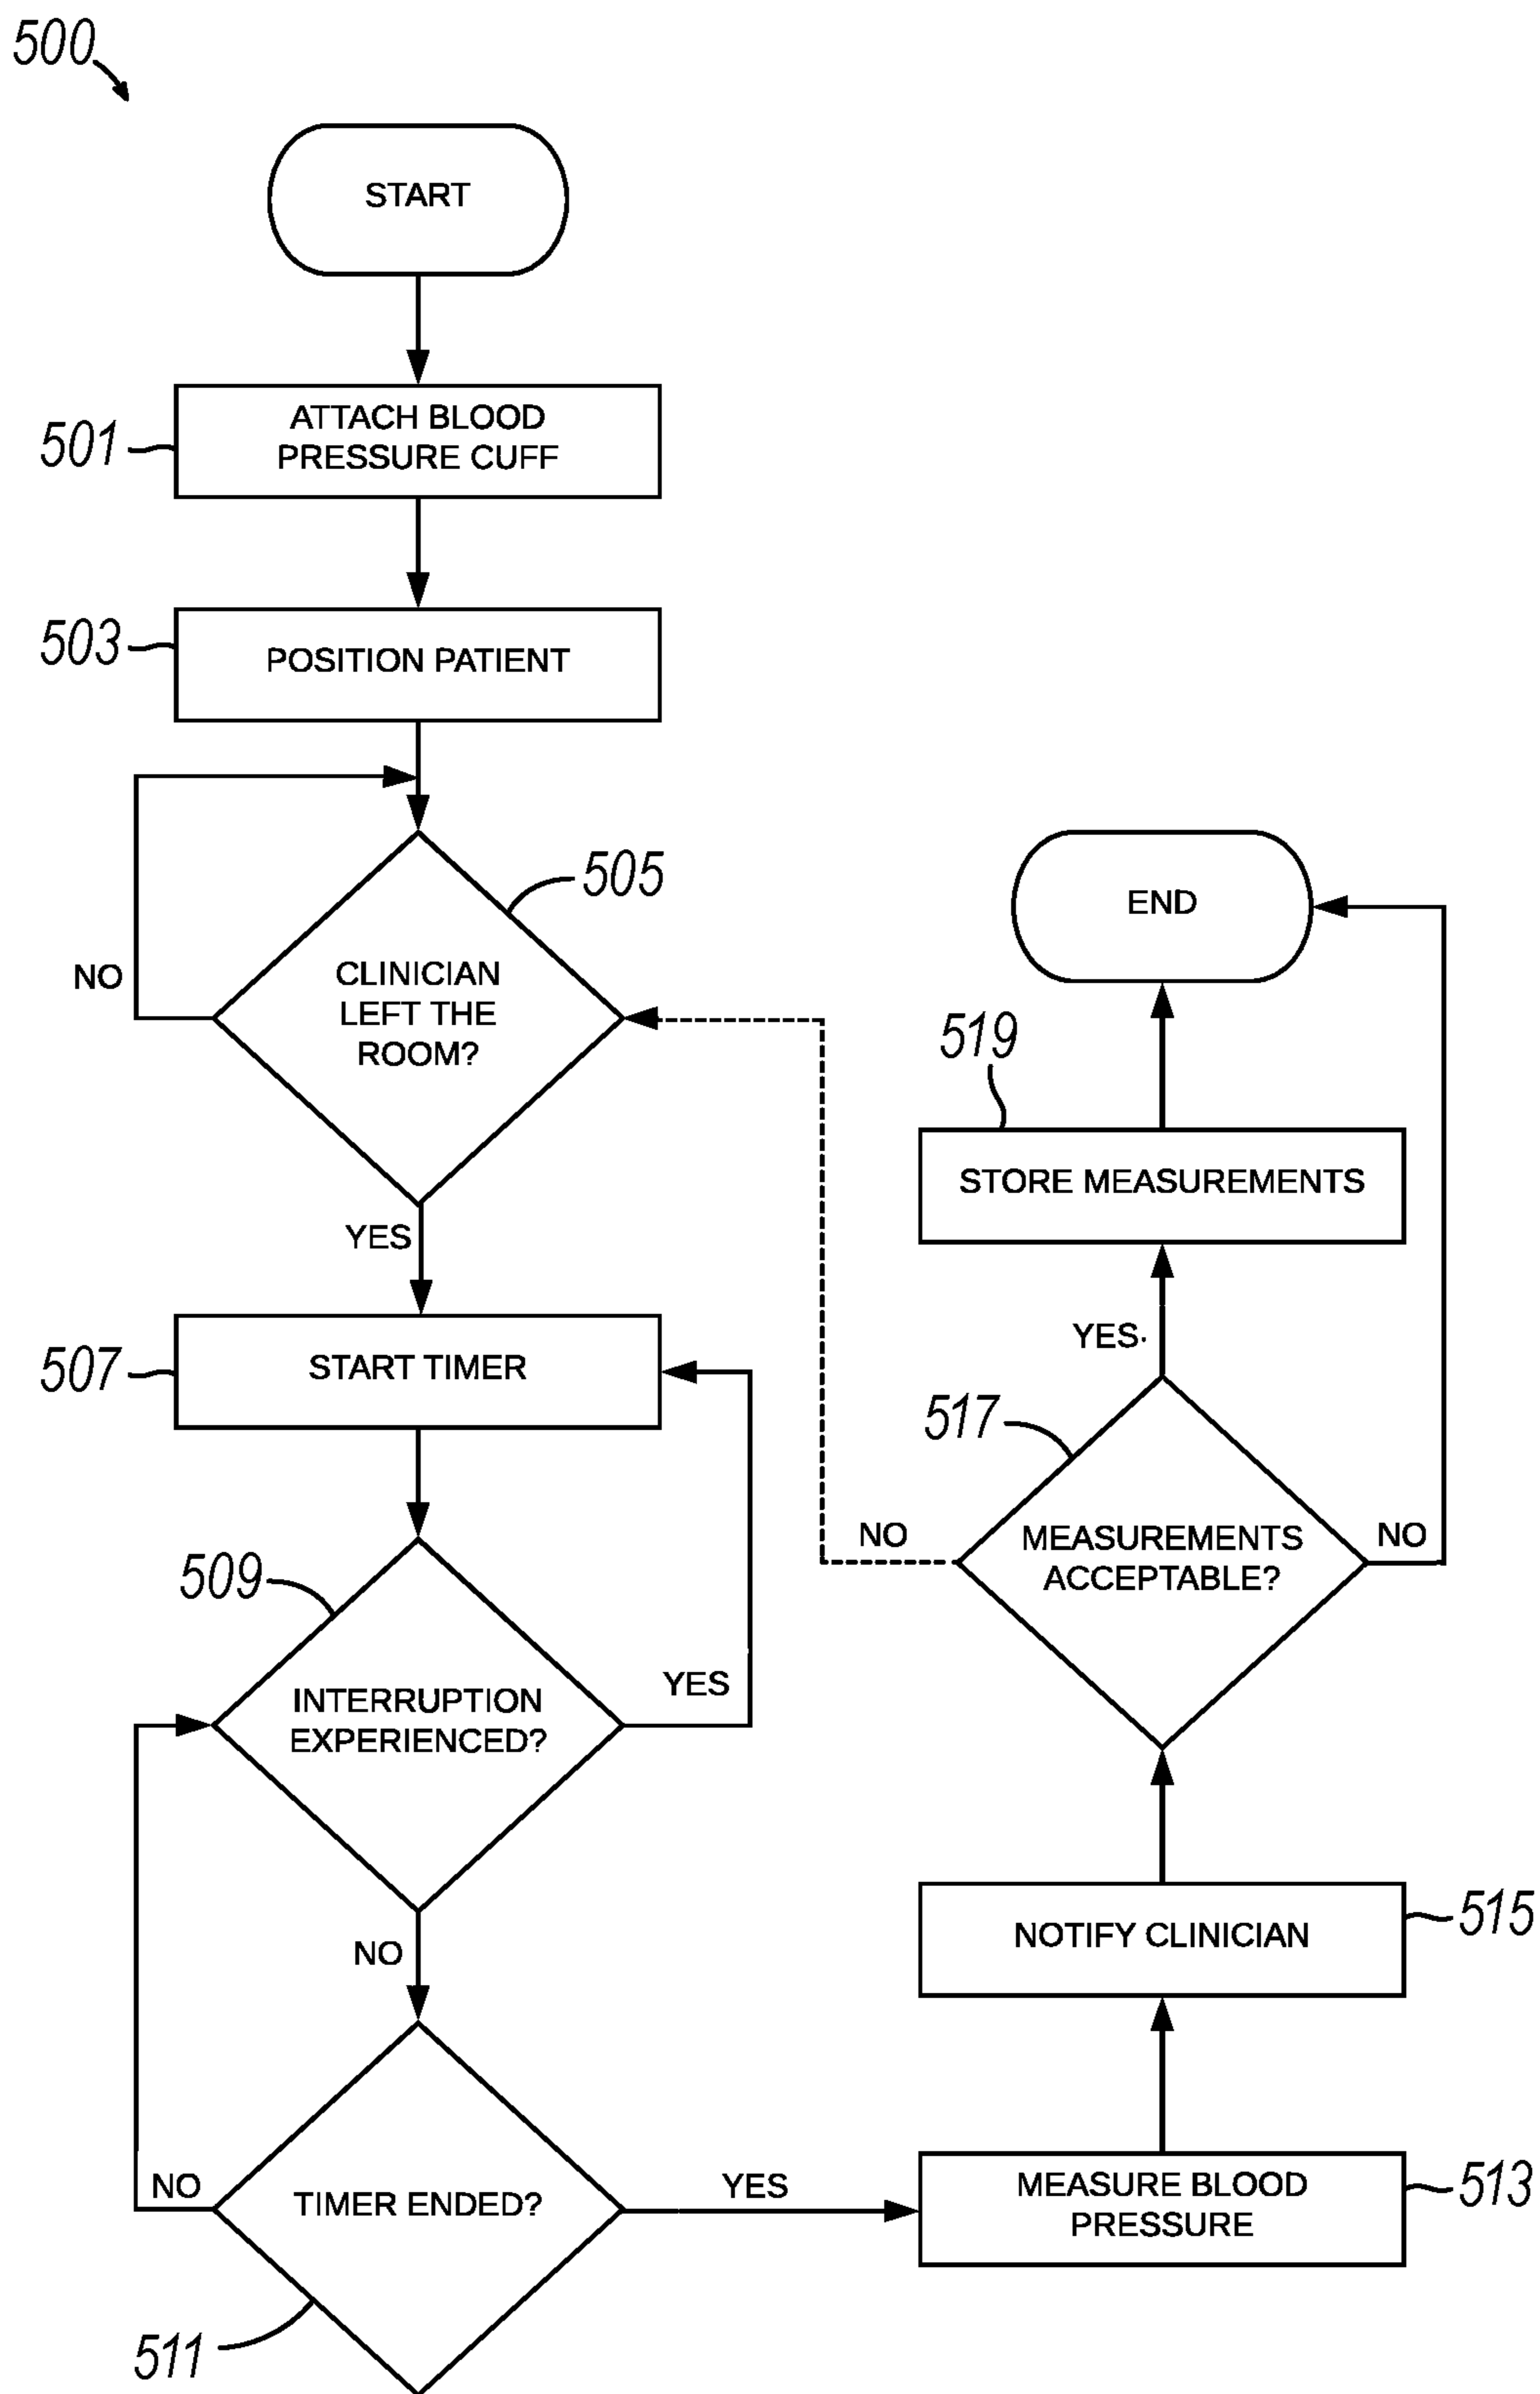 500
START
501
ATTACH BLOOD
PRESSURE CUFF
503
POSITION PATIENT
505
NO
CLINICIAN
LEFT THE
ROOM?
YES
507
START TIMER
509
INTERRUPTION
EXPERIENCED?
YES
NO
NO
TIMER ENDED?
YES
511
MEASURE BLOOD
PRESSURE
513
NOTIFY CLINICIAN
515
517
NO
MEASUREMENTS
ACCEPTABLE?
NO
YES
519
STORE MEASUREMENTS
END